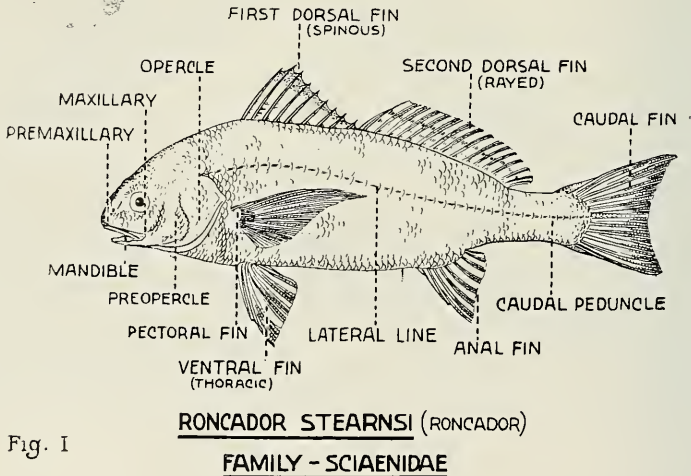 FIRST DORSAL FIN
(SPINOUS)
OPERCLE
SECOND DORSAL FIN
(RAYED)
MAXILLARY
CAUDAL FIN
PREMAXILLARY
MANDIBLE
PREOPERCLE
CAUDAL PEDUNCLE
PECTORAL FIN
LATERAL LINE
ANAL FIN
VENTRAL FIN
(THORACIC)
RONCADOR STEARNSI (RONCADOR)
Fig. I
FAMILY - SCIAENIDAE